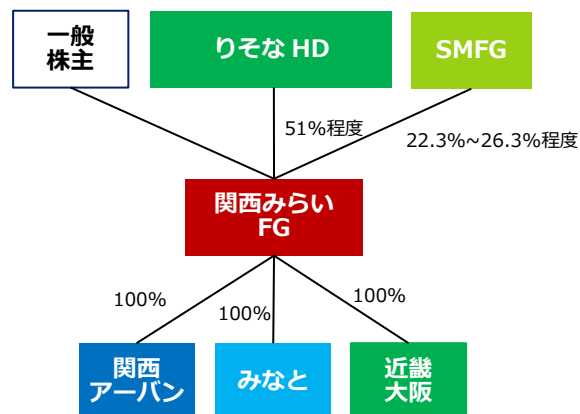 一般
株主
りそな HD
SMFG
51%程度
22.3%~26.3%程度
関西みらい
FG
100%
100%
100%
関西
アーバン
みなと
近畿
大阪